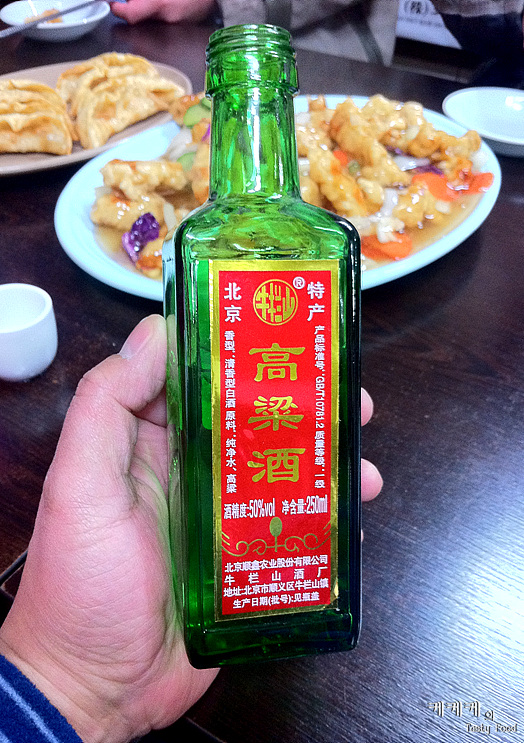 北京
特产
牛栏山
®
高粱酒
香型:清香型白酒 原料:纯净水、高粱
产品标准号:GB/T10781.2 质量等级:一级
酒精度:50%vol 净含量:250ml
北京顺鑫农业股份有限公司
牛栏山酒厂
地址:北京市顺义区牛栏山镇
生产日期(批号):见瓶盖
Tasty Food